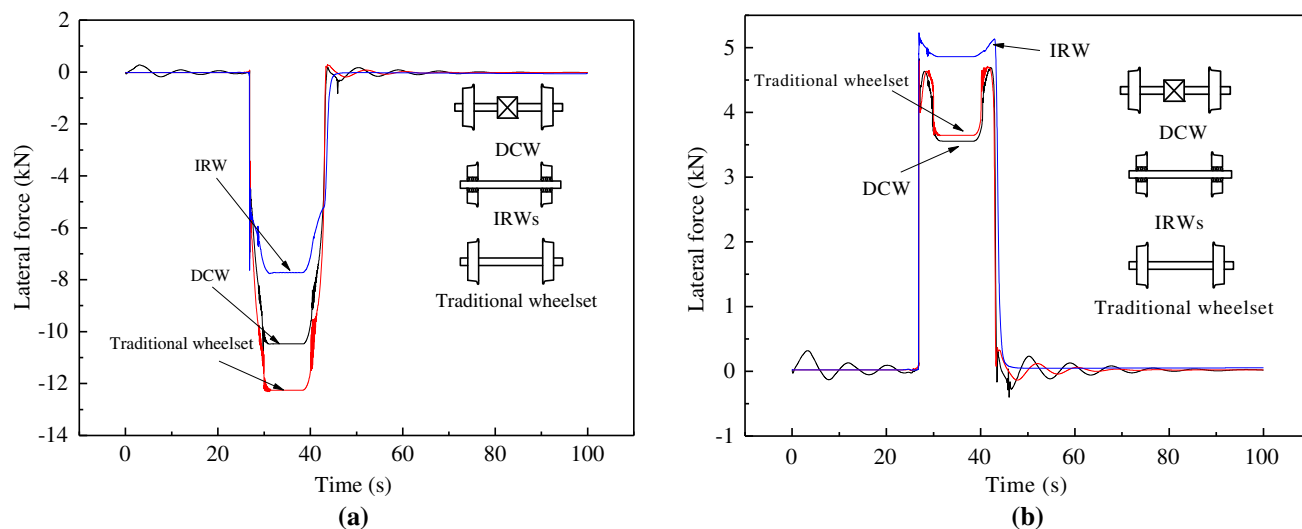 0
-2
-4
-6
-8
-10
-12
-14
Lateral force (kN)
IRW
DCW
Traditional wheelset
DCW
IRWs
Traditional wheelset
0 20 40 60 80 100
Time (s)
(a)
5
4
3
2
1
0
-1
Lateral force (kN)
IRW
Traditional wheelset
DCW
DCW
IRWs
Traditional wheelset
0 20 40 60 80 100
Time (s)
(b)